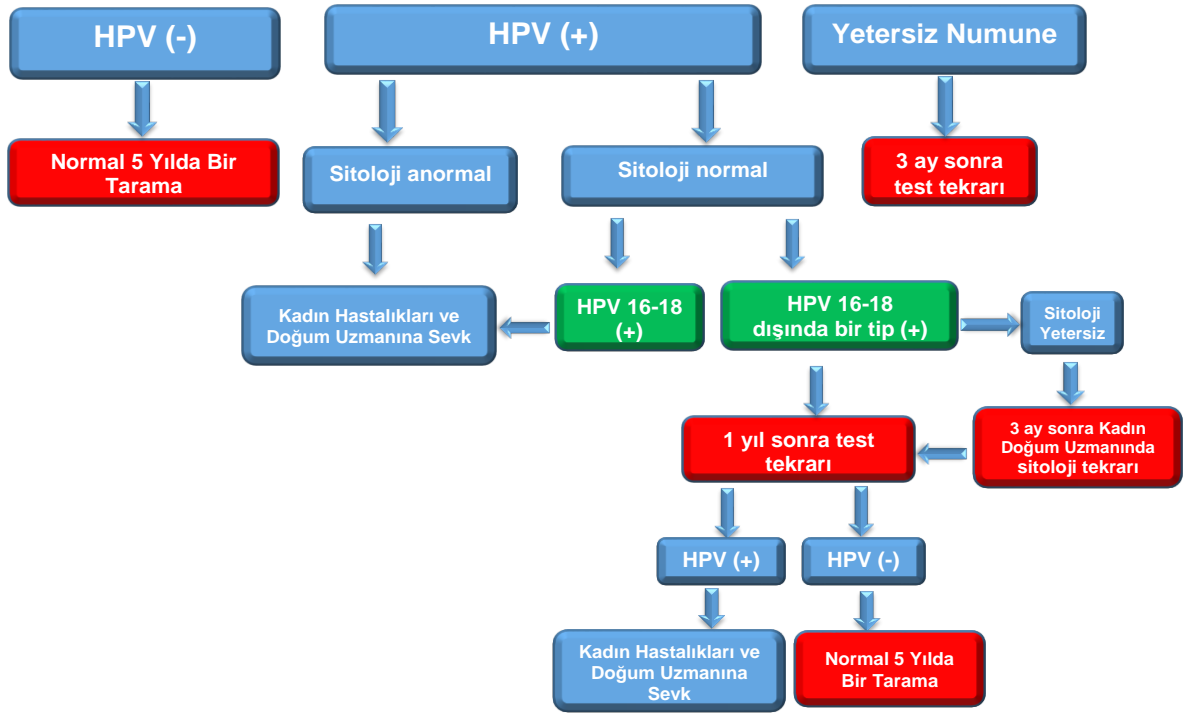 HPV (-)
HPV (+)
Yetersiz Numune
Normal 5 Yılda Bir
Tarama
Sitoloji anormal
Sitoloji normal
3 ay sonra
test tekrarı
Kadın Hastalıkları ve
Doğum Uzmanına Sevk
HPV 16-18
(+)
HPV 16-18
dışında bir tip (+)
Sitoloji
Yetersiz
1 yıl sonra test
tekrarı
3 ay sonra Kadın
Doğum Uzmanında
sitoloji tekrarı
HPV (+)
HPV (-)
Kadın Hastalıkları ve
Doğum Uzmanına
Sevk
Normal 5 Yılda
Bir Tarama